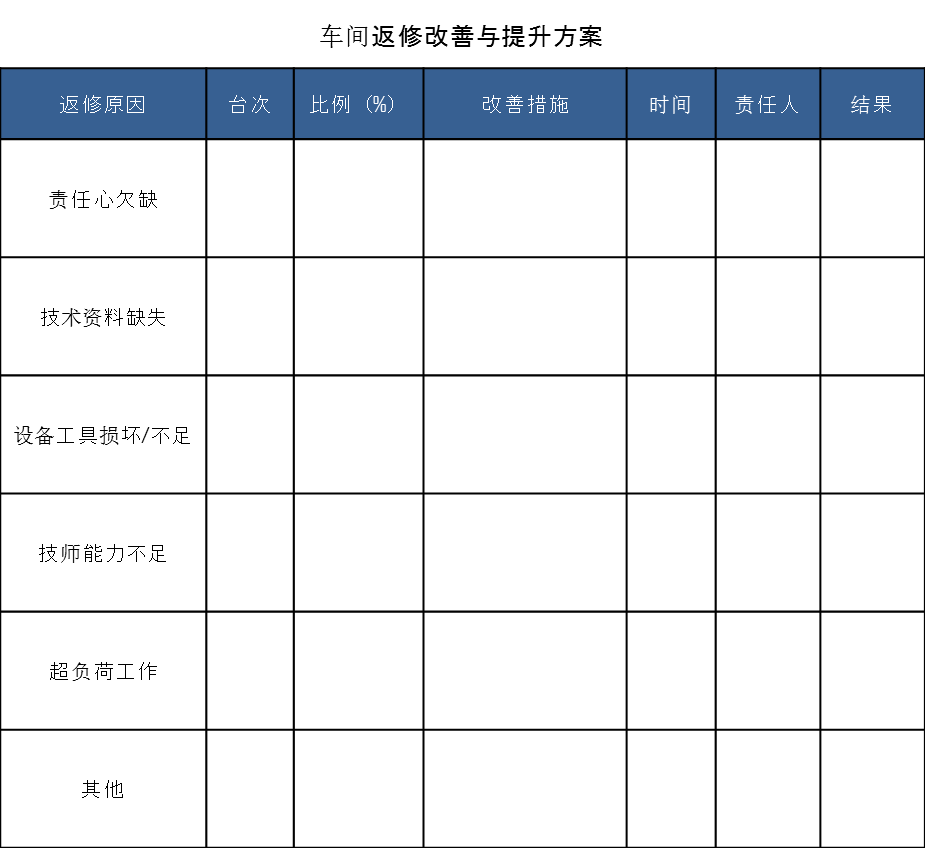 车间返修改善与提升方案
返修原因 台次 比例(%) 改善措施 时间 责任人 结果
责任心欠缺
技术资料缺失
设备工具损坏/不足
技师能力不足
超负荷工作
其他